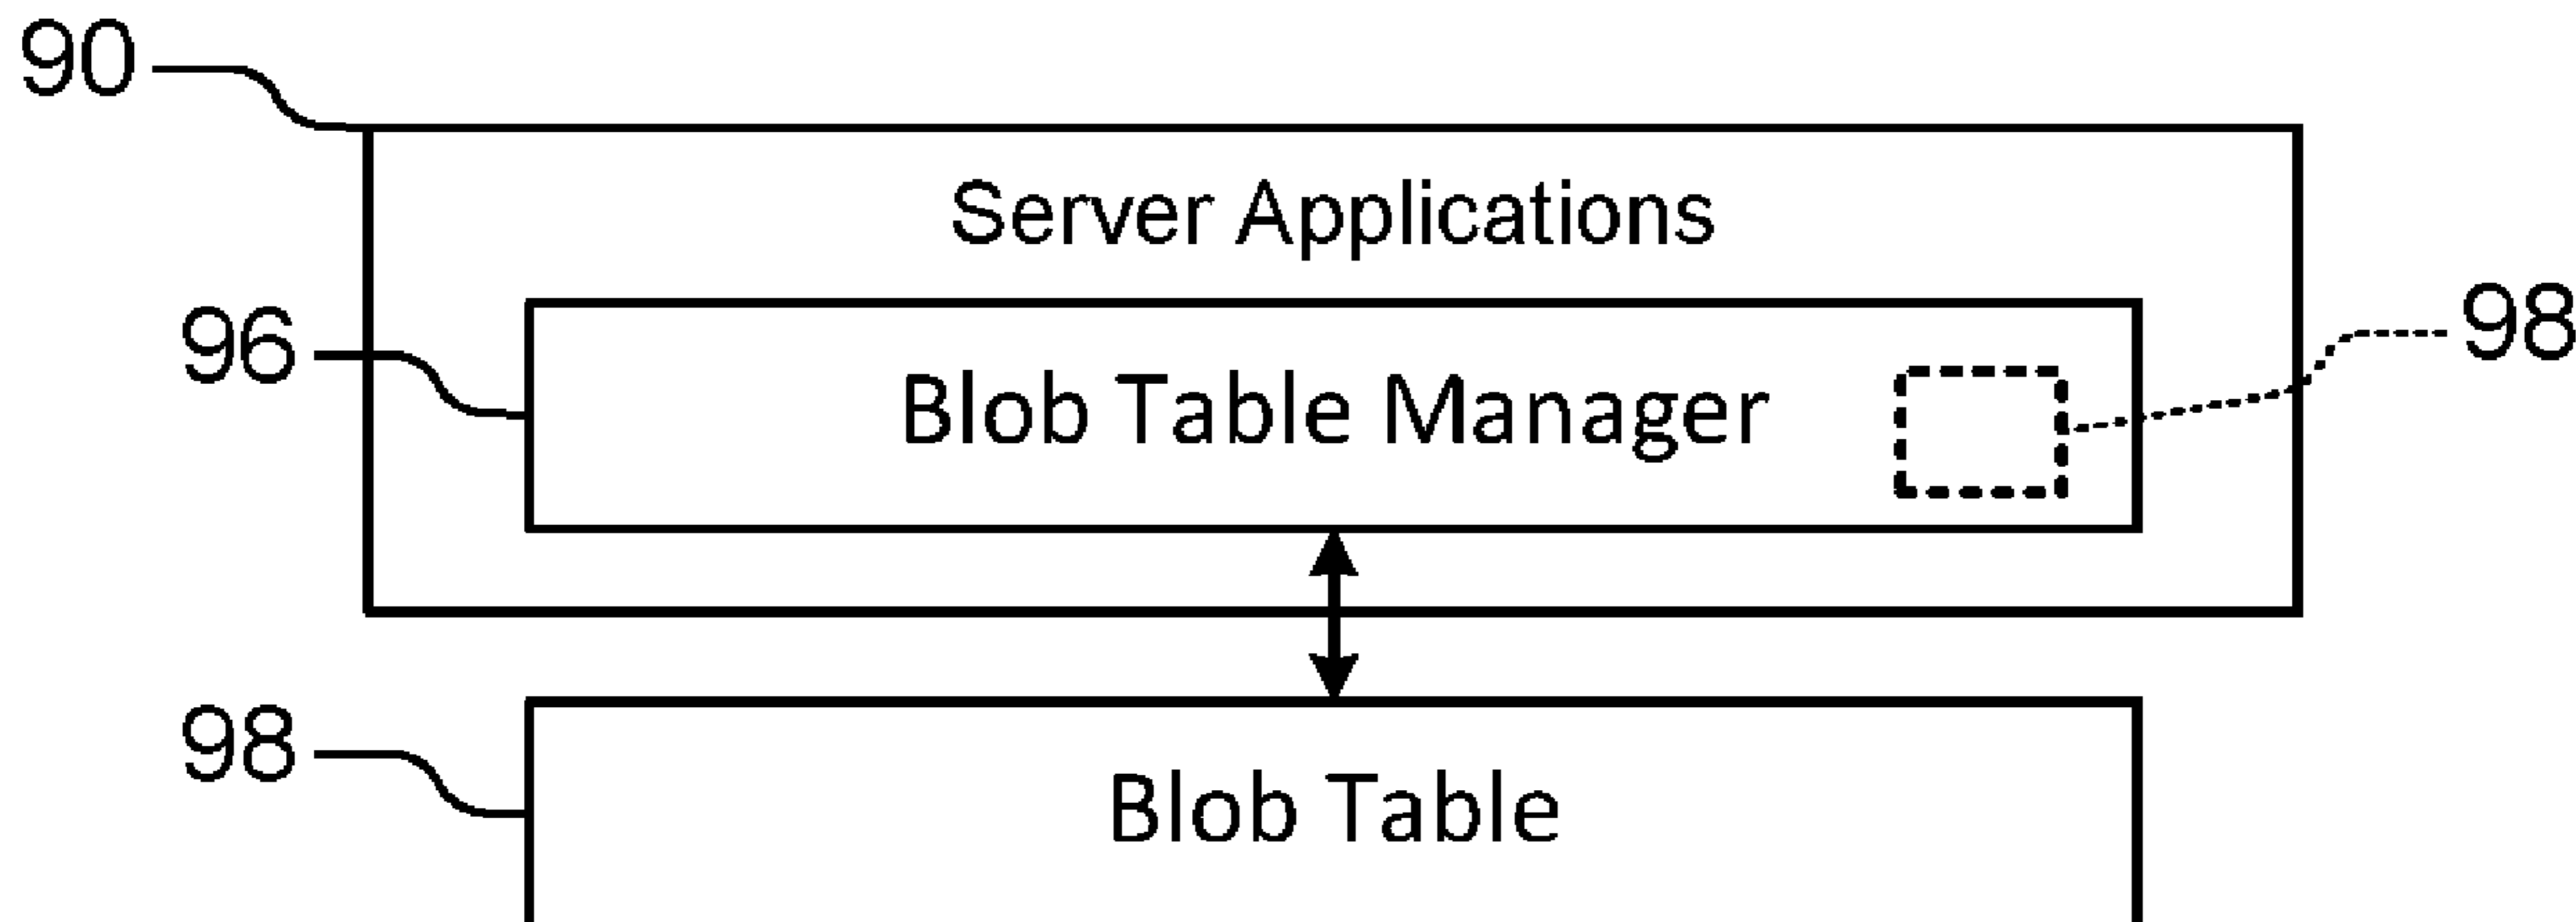 90
Server Applications
96
Blob Table Manager
98
98
Blob Table